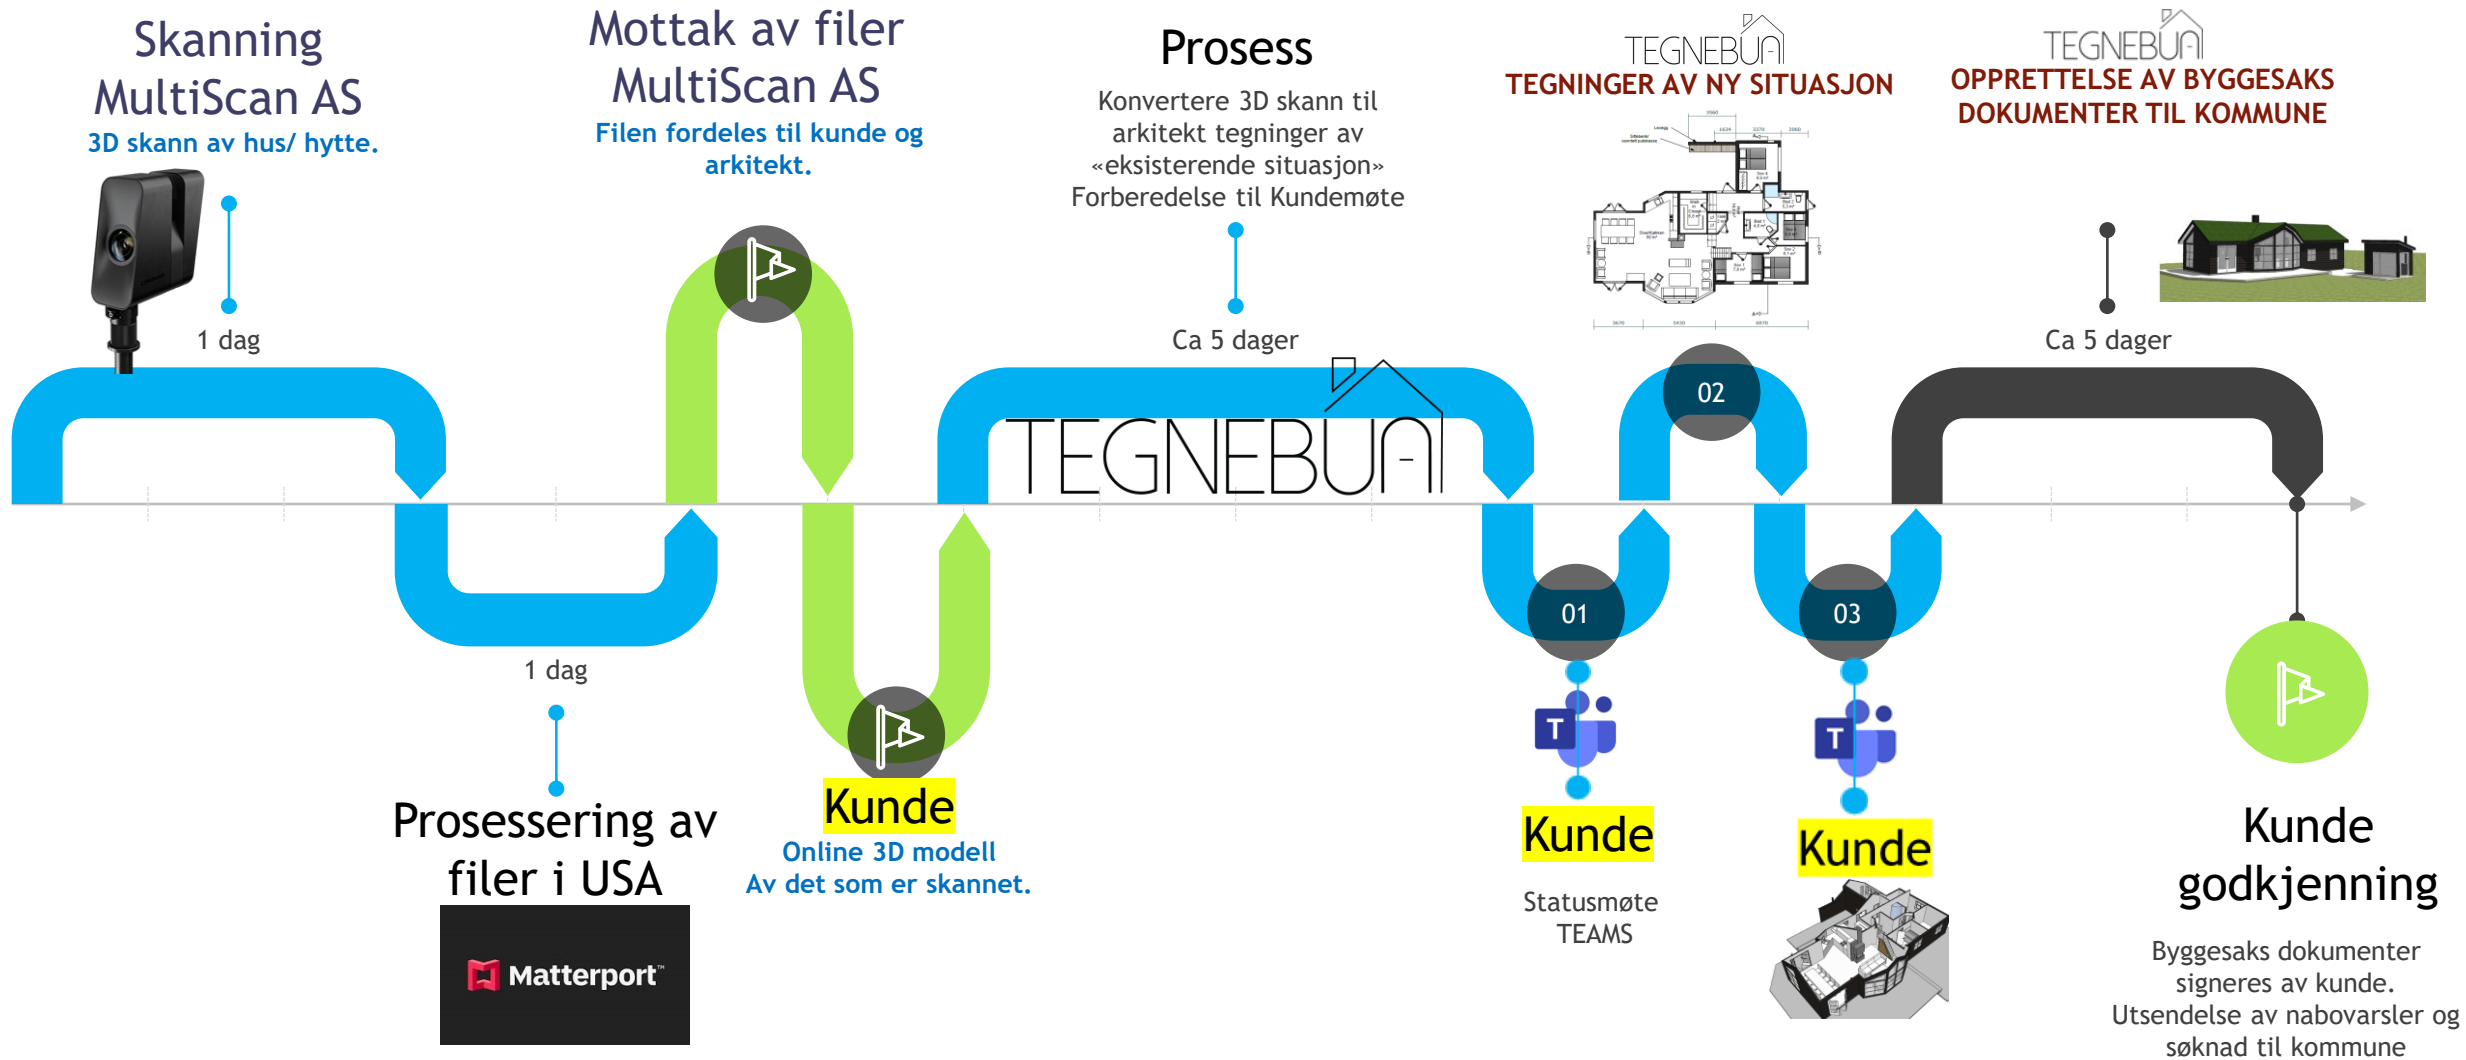 Skanning
MultiScan AS
3D skann av hus/ hytte.
1 dag
Mottak av filer
MultiScan AS
Filen fordeles til kunde og
arkitekt.
Prosess
Konvertere 3D skann til
arkitekt tegninger av
«eksisterende situasjon»
Forberedelse til Kundemøte
Ca 5 dager
TEGNEBUA
TEGNINGER AV NY SITUASJON
TEGNEBUA
OPPRETTELSE AV BYGGESAKS
DOKUMENTER TIL KOMMUNE
Ca 5 dager
TEGNEBUA
02
01
03
1 dag
Prosessering av
filer i USA
Matterport™
Kunde
Online 3D modell
Av det som er skannet.
T
Kunde
Statusmøte
TEAMS
T
Kunde
Kunde
godkjenning
Byggesaks dokumenter
signeres av kunde.
Utsendelse av nabovarsler og
søknad til kommune